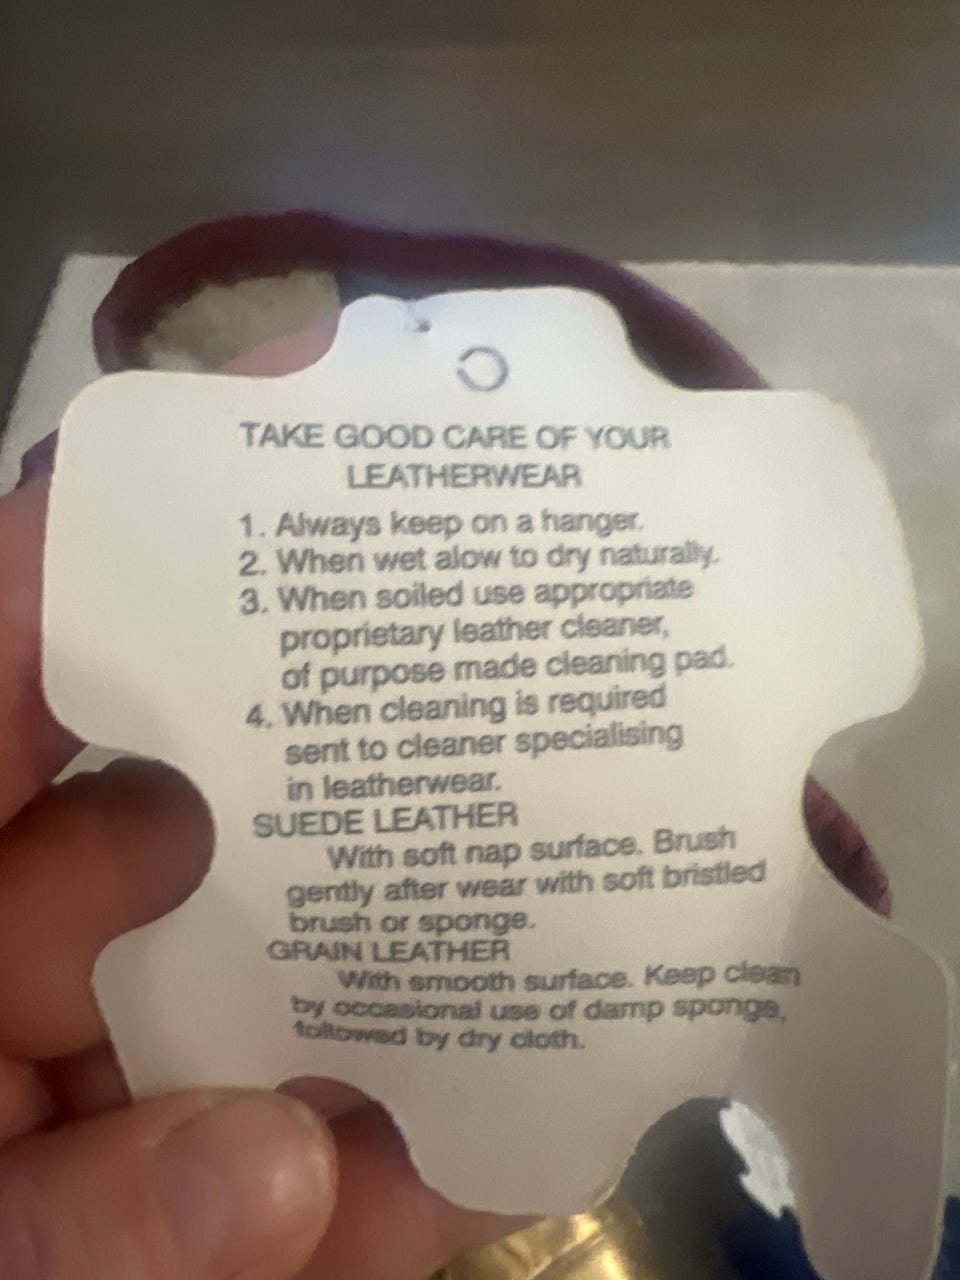 TAKE GOOD CARE OF YOUR
LEATHERWEAR
1. Always keep on a hanger.
2. When wet alow to dry naturally.
3. When soiled use appropriate
proprietary leather cleaner,
of purpose made cleaning pad.
4. When cleaning is required
sent to cleaner specialising
in leatherwear.
SUEDE LEATHER
With soft nap surface. Brush
gently after wear with soft bristled
brush or sponge.
GRAIN LEATHER
With smooth surface. Keep clean
by occasional use of damp sponge,
followed by dry cloth.